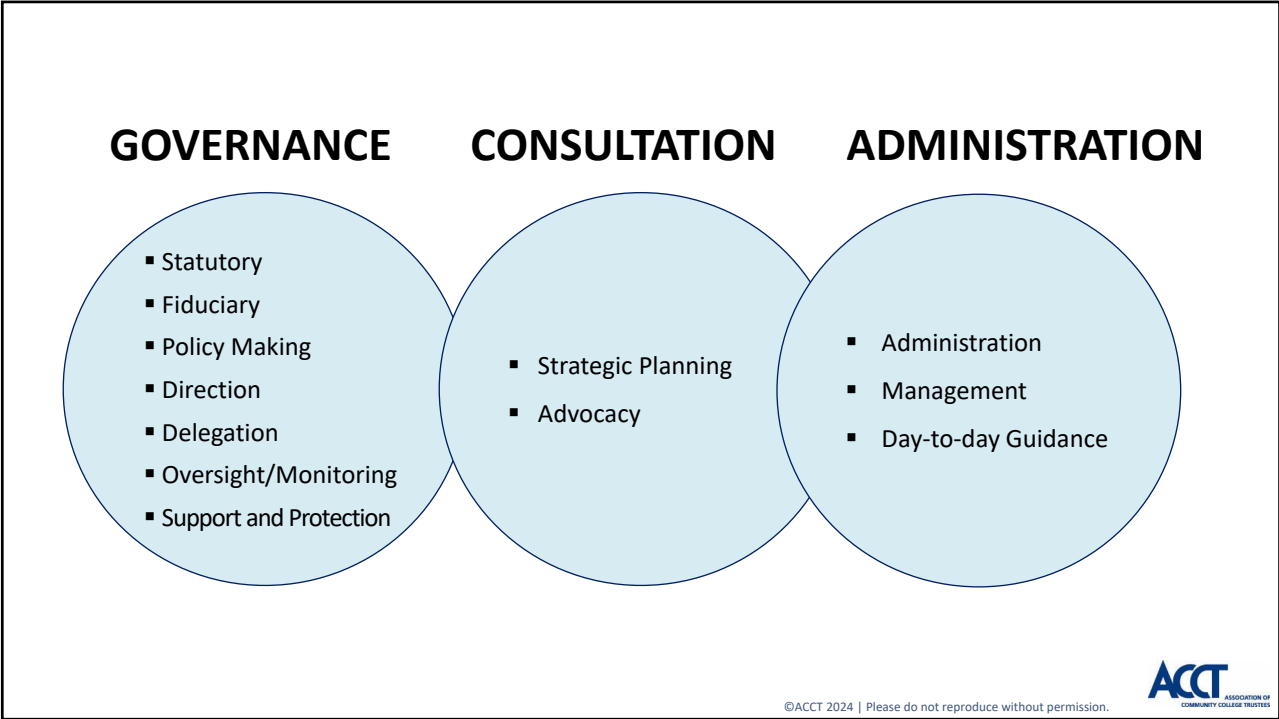 GOVERNANCE
CONSULTATION
ADMINISTRATION
▪ Statutory
▪ Fiduciary
▪ Policy Making
▪ Direction
▪ Delegation
▪ Oversight/Monitoring
▪ Support and Protection
▪ Strategic Planning
▪ Advocacy
▪ Administration
▪ Management
▪ Day-to-day Guidance
©ACCT 2024 | Please do not reproduce without permission.
ACCT
ASSOCIATION OF
COMMUNITY COLLEGE TRUSTEES